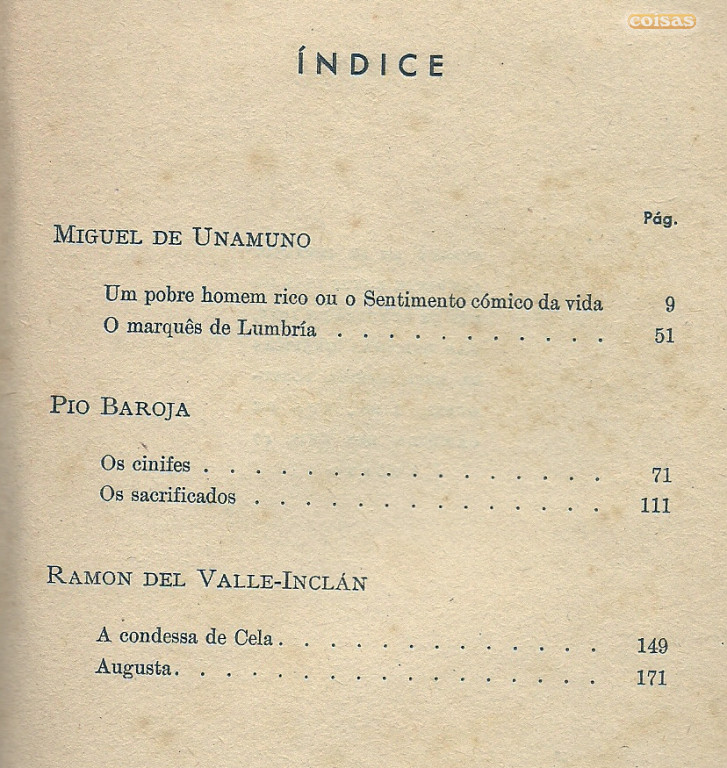 coisas
ÍNDICE
Pág.
MIGUEL DE UNAMUNO
Um pobre homem rico ou o Sentimento cómico da vida 9
O marquês de Lumbría . . . . . . . . . . . 51
PIO BAROJA
Os cinifes . . . . . . . . . . . . . . . . 71
Os sacrificados . . . . . . . . . . . . . . 111
RAMON DEL VALLE-INCLÁN
A condessa de Cela. . . . . . . . . . . . . 149
Augusta. . . . . . . . . . . . . . . . . 171